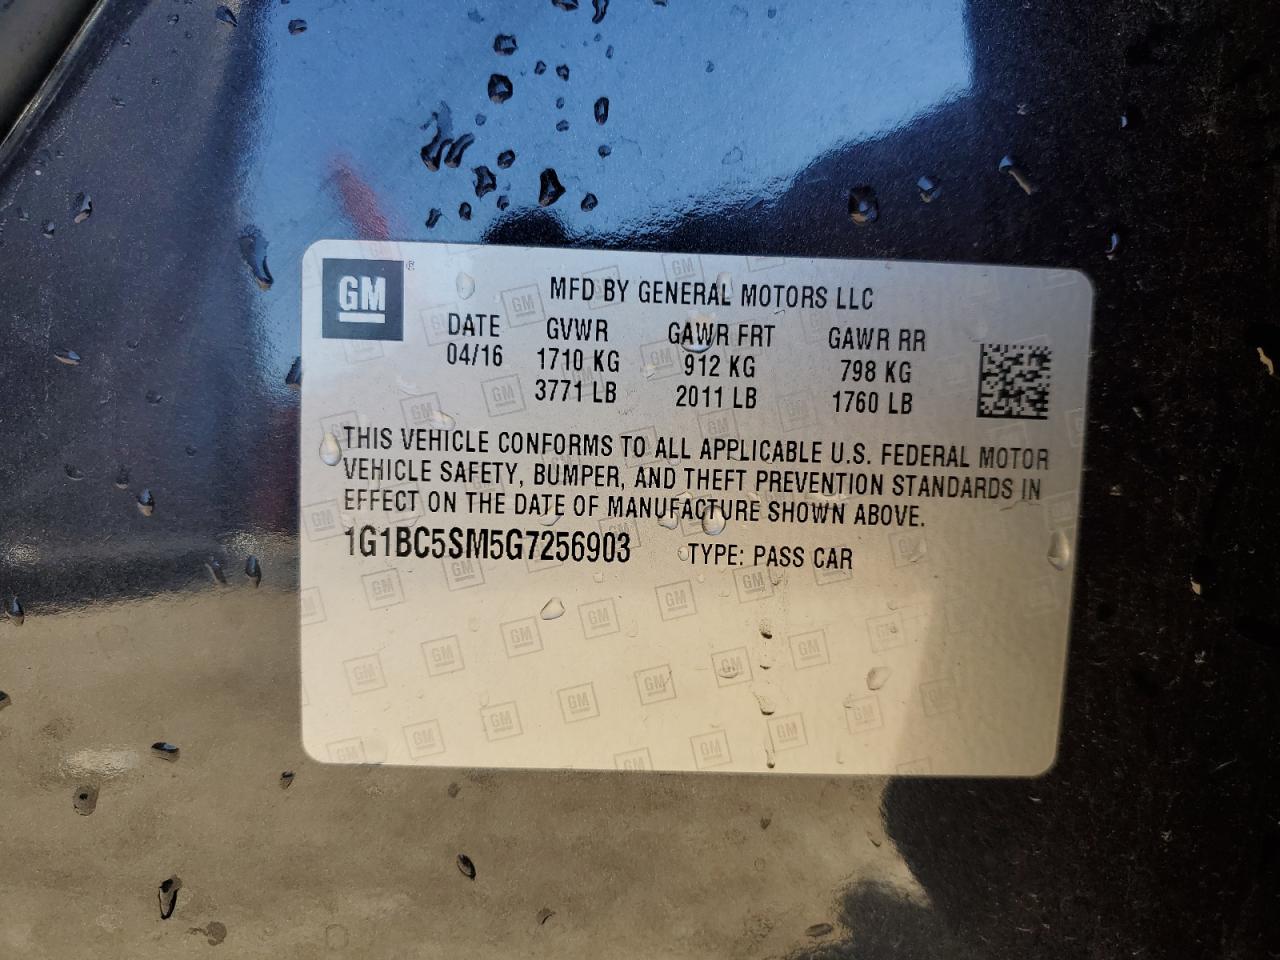 GM ®
MFD BY GENERAL MOTORS LLC
DATE GVWR GAWR FRT GAWR RR
04/16 1710 KG 912 KG 798 KG
3771 LB 2011 LB 1760 LB
THIS VEHICLE CONFORMS TO ALL APPLICABLE U.S. FEDERAL MOTOR
VEHICLE SAFETY, BUMPER, AND THEFT PREVENTION STANDARDS IN
EFFECT ON THE DATE OF MANUFACTURE SHOWN ABOVE.
1G1BC5SM5G7256903 TYPE: PASS CAR